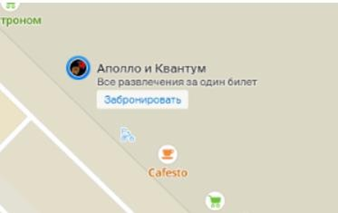 троном
Аполло и Квантум
Все развлечения за один билет
Забронировать
Cafesto